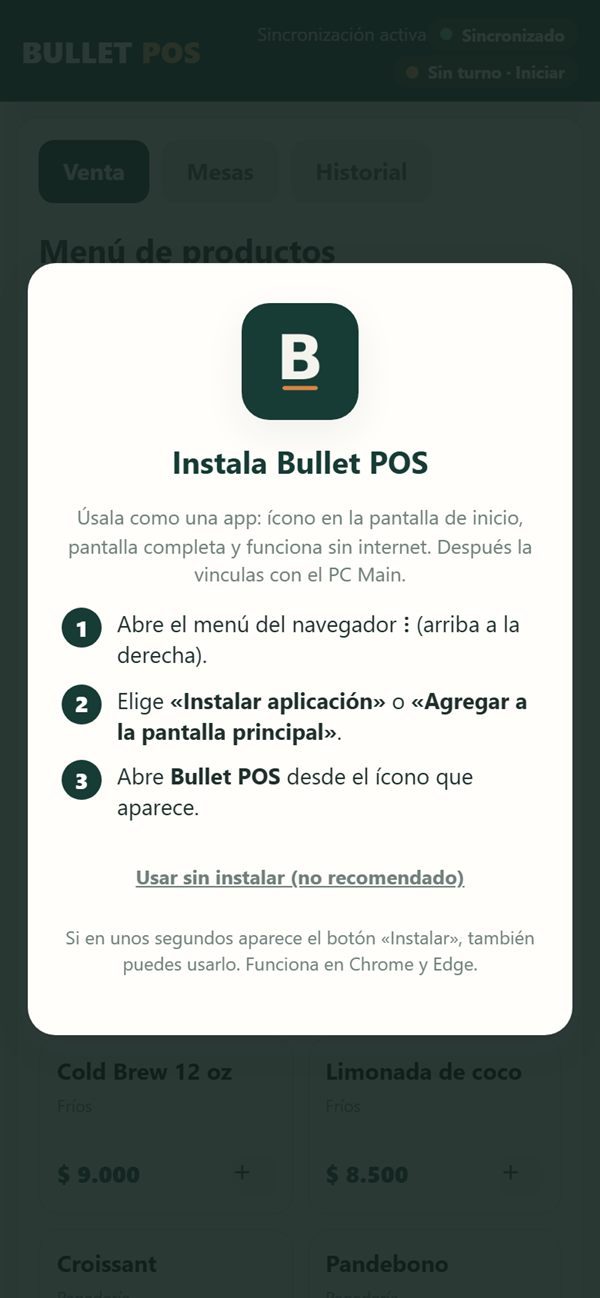 BULLET POS
Sincronización activa
Sincronizado
Sin turno · Iniciar
Venta
Mesas
Historial
Menú de productos
B
Instala Bullet POS
Úsala como una app: ícono en la pantalla de inicio,
pantalla completa y funciona sin internet. Después la
vinculas con el PC Main.
1 Abre el menú del navegador ⋮ (arriba a la
derecha).
2 Elige «Instalar aplicación» o «Agregar a
la pantalla principal».
3 Abre Bullet POS desde el ícono que
aparece.
Usar sin instalar (no recomendado)
Si en unos segundos aparece el botón «Instalar», también
puedes usarlo. Funciona en Chrome y Edge.
Cold Brew 12 oz
Fríos
$ 9.000 +
Limonada de coco
Fríos
$ 8.500 +
Croissant
Pandebono